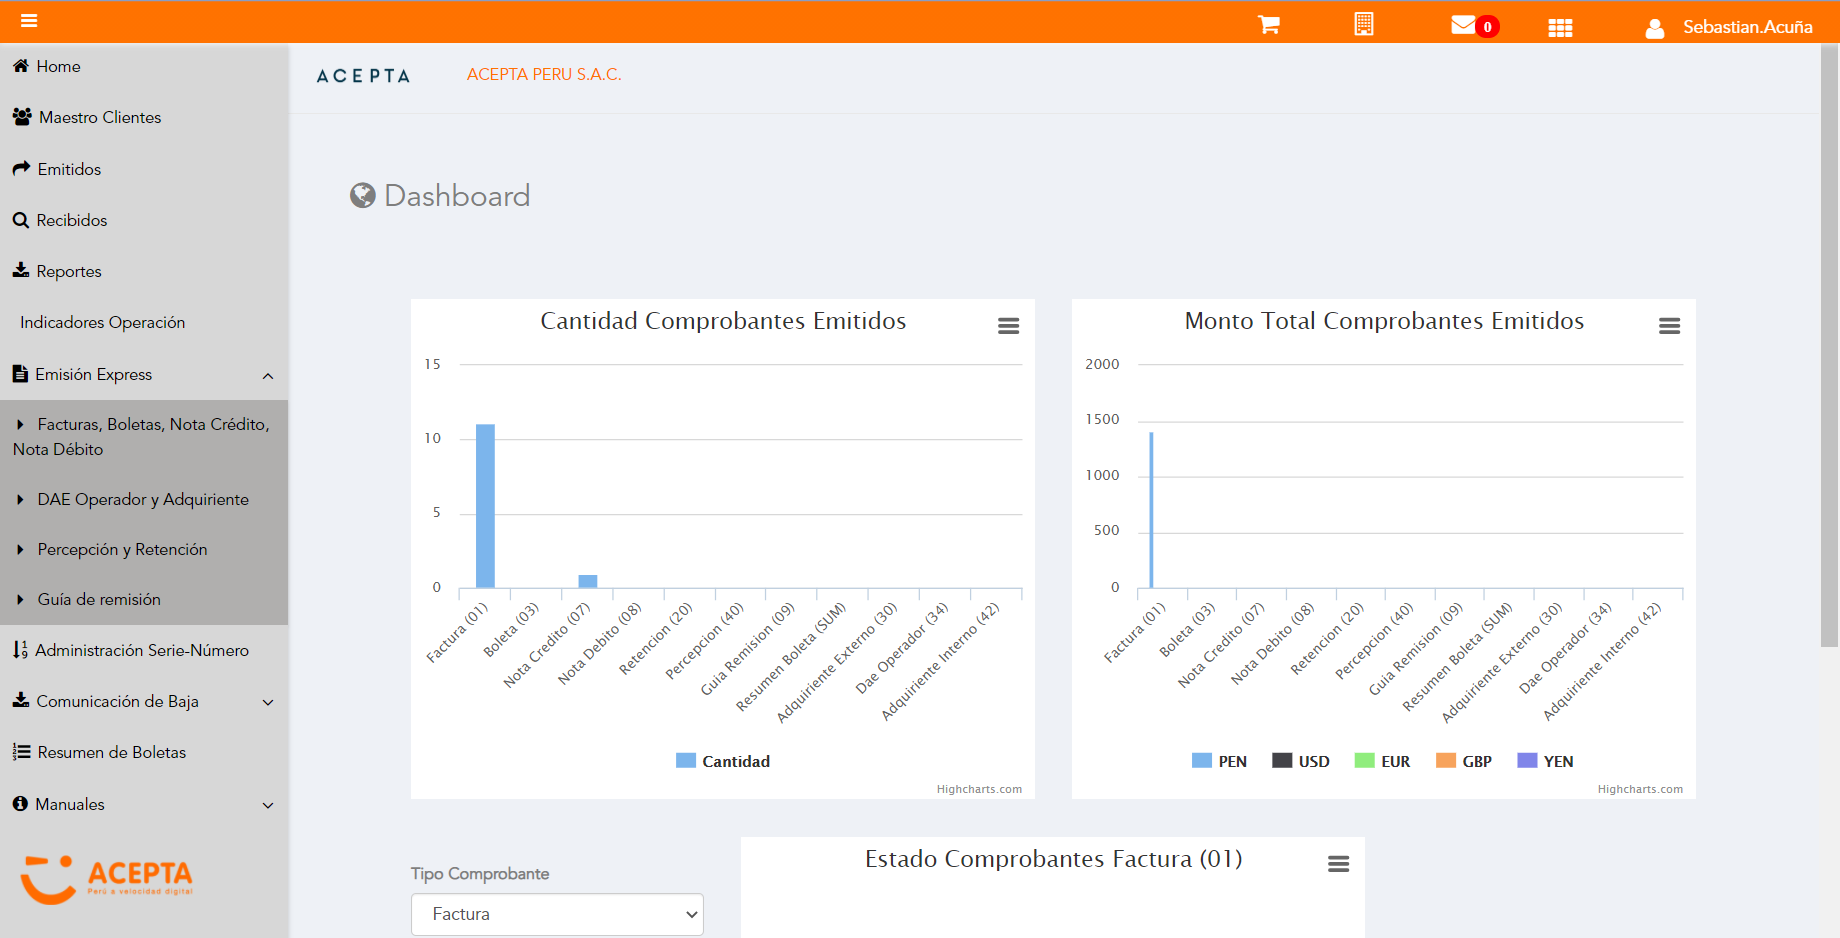 0
Sebastian.Acuña
Home
Maestro Clientes
Emitidos
Recibidos
Reportes
Indicadores Operación
Emisión Express
Facturas, Boletas, Nota Crédito,
Nota Débito
DAE Operador y Adquiriente
Percepción y Retención
Guía de remisión
Administración Serie-Número
Comunicación de Baja
Resumen de Boletas
Manuales
ACEPTA
Perú a velocidad digital
ACEPTA
ACEPTA PERU S.A.C.
Dashboard
Cantidad Comprobantes Emitidos
15
10
5
0
Factura (01)
Boleta (03)
Nota Credito (07)
Nota Debito (08)
Retencion (20)
Percepcion (40)
Guia Remision (09)
Resumen Boleta (SUM)
Adquiriente Externo (30)
Dae Operador (34)
Adquiriente Interno (42)
Cantidad
Highcharts.com
Monto Total Comprobantes Emitidos
2000
1500
1000
500
0
Factura (01)
Boleta (03)
Nota Credito (07)
Nota Debito (08)
Retencion (20)
Percepcion (40)
Guia Remision (09)
Resumen Boleta (SUM)
Adquiriente Externo (30)
Dae Operador (34)
Adquiriente Interno (42)
PEN USD EUR GBP YEN
Highcharts.com
Tipo Comprobante
Factura
Estado Comprobantes Factura (01)